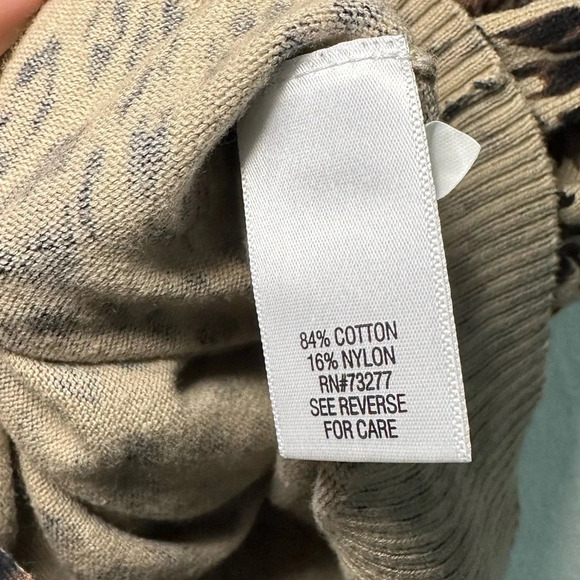 84% COTTON
16% NYLON
RN#73277
SEE REVERSE
FOR CARE